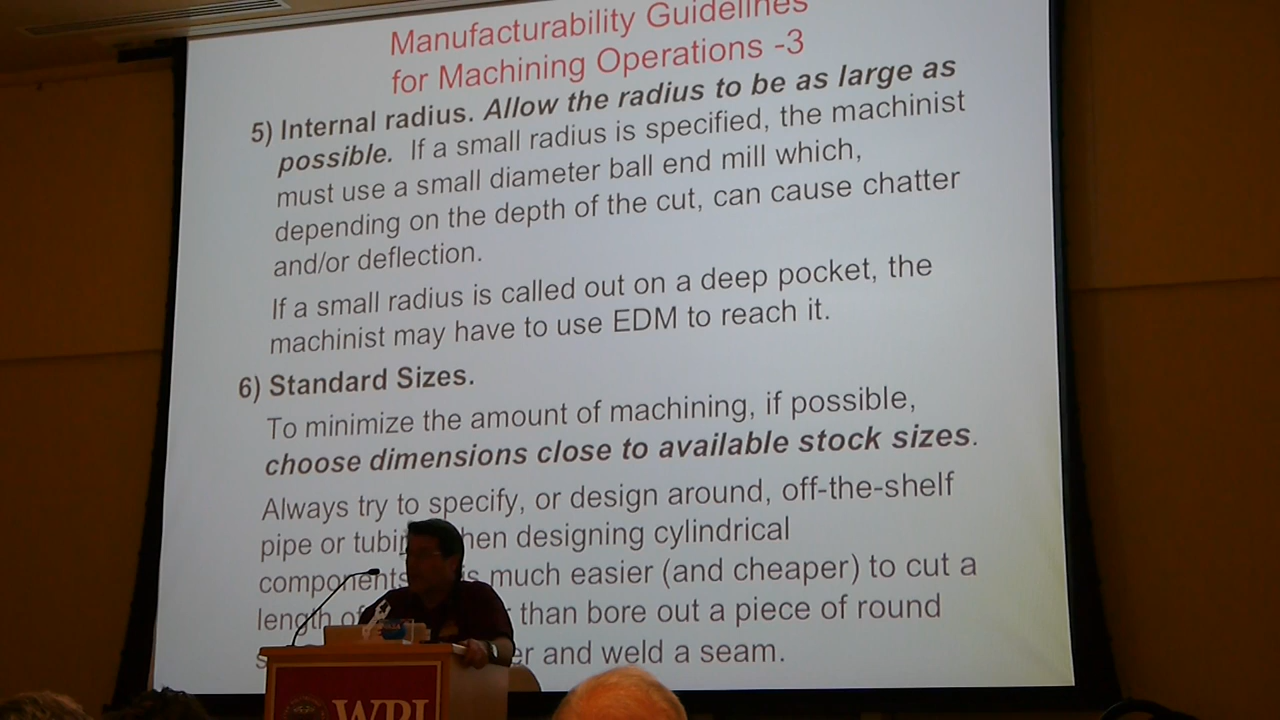 Manufacturability Guidelines
for Machining Operations -3
5) Internal radius. Allow the radius to be as large as
possible. If a small radius is specified, the machinist
must use a small diameter ball end mill which,
depending on the depth of the cut, can cause chatter
and/or deflection.
If a small radius is called out on a deep pocket, the
machinist may have to use EDM to reach it.
6) Standard Sizes.
To minimize the amount of machining, if possible,
choose dimensions close to available stock sizes.
Always try to specify, or design around, off-the-shelf
pipe or designing cylindrical
components much easier (and cheaper) to cut a
length of than bore out a piece of round
and weld a seam.
WPI